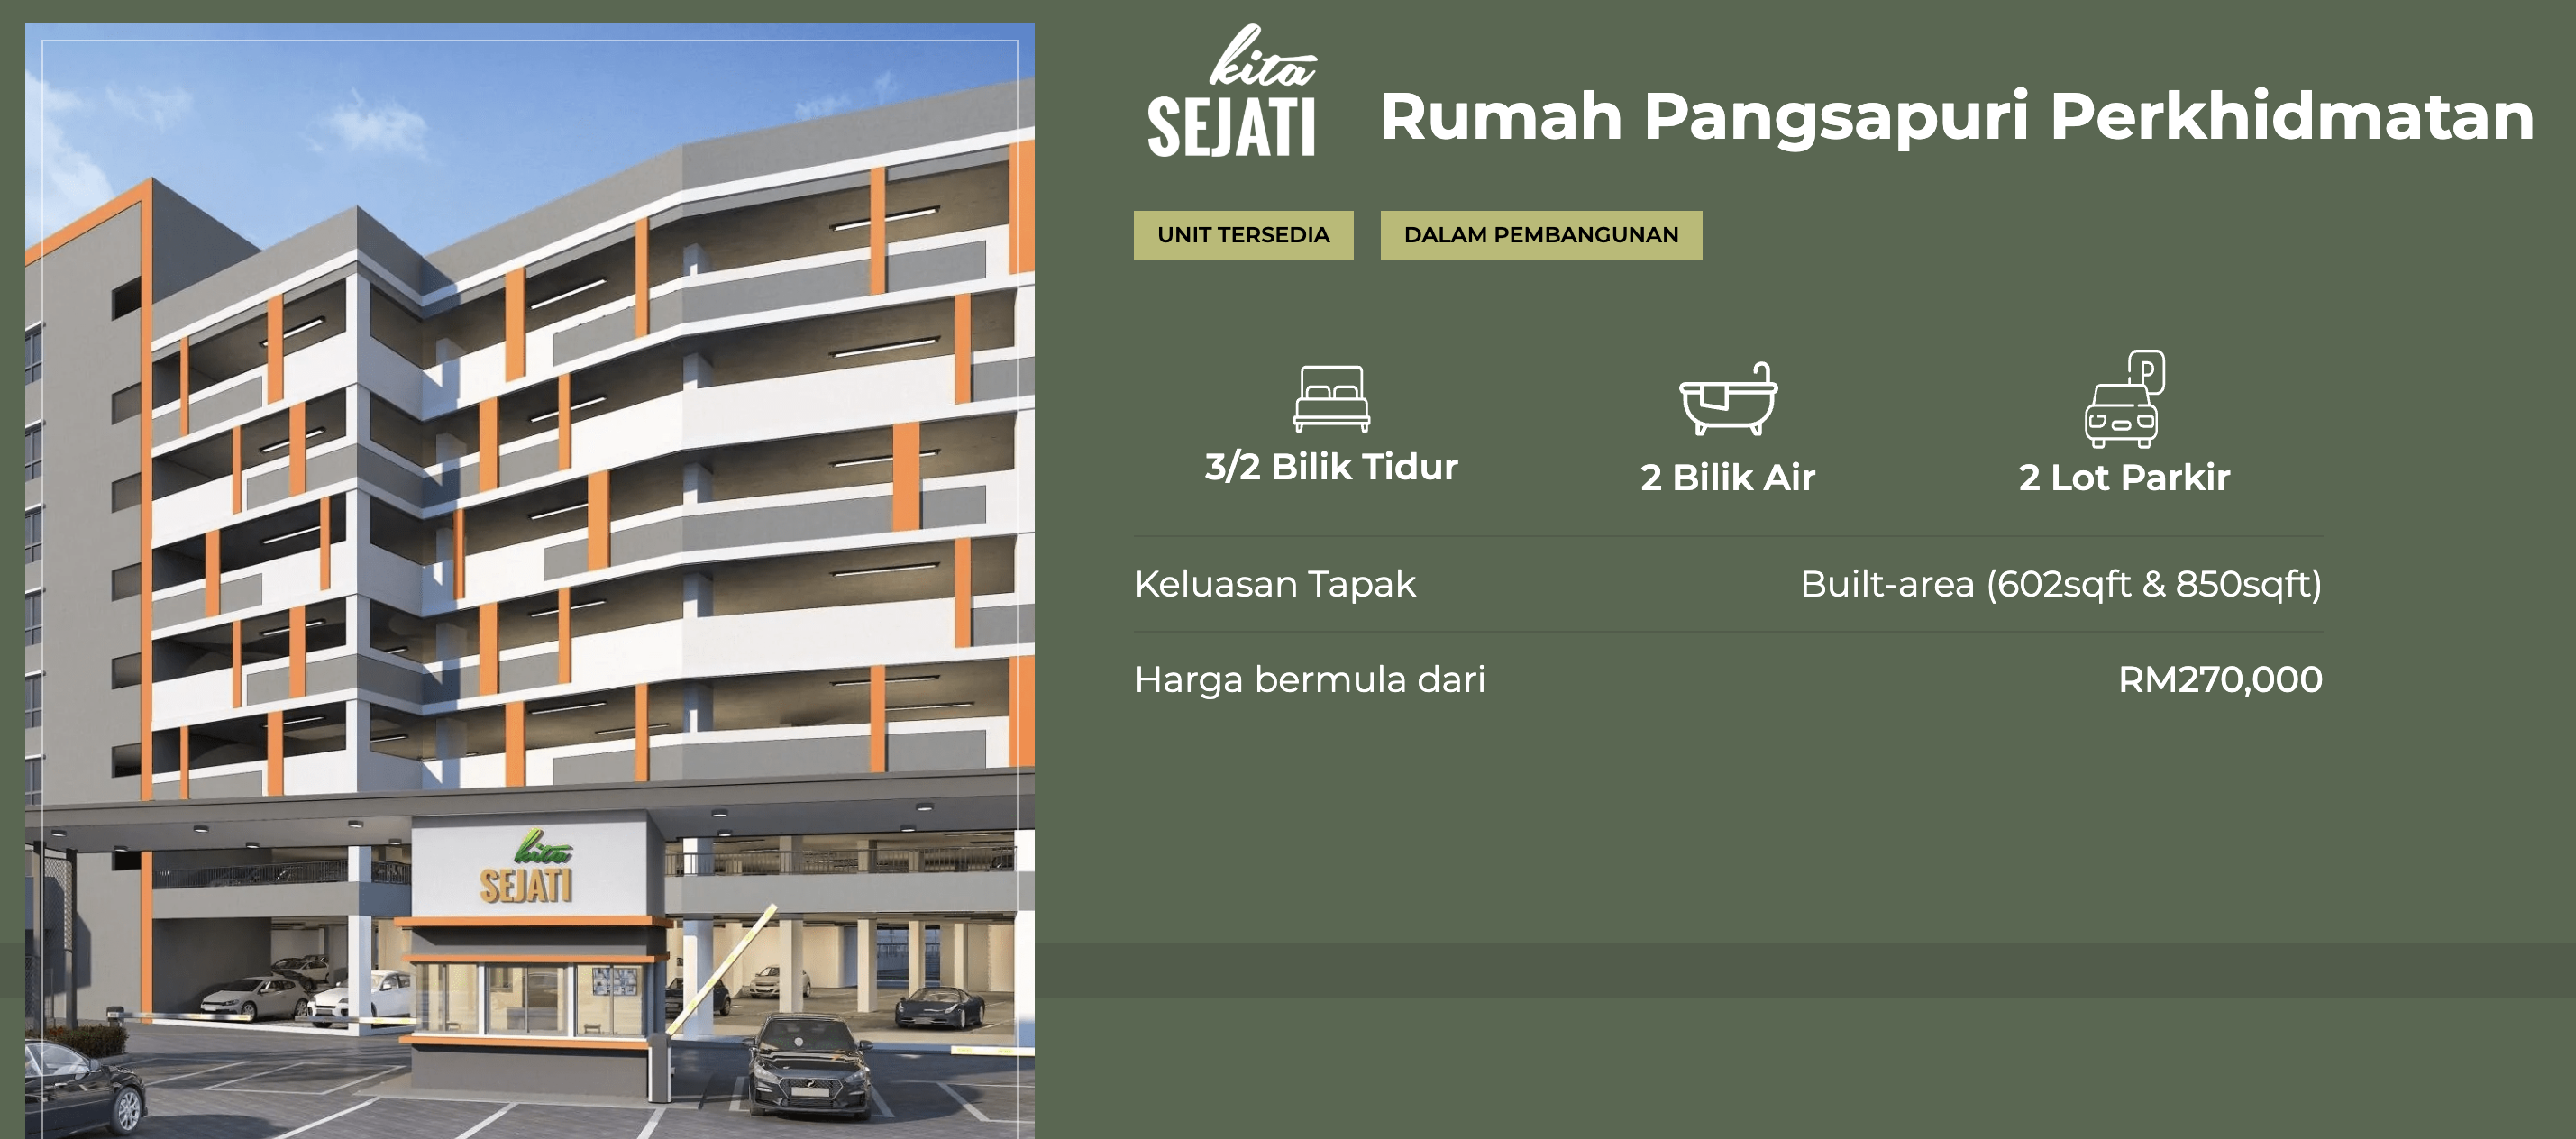 kita
SEJATI
Rumah Pangsapuri Perkhidmatan
UNIT TERSEDIA
DALAM PEMBANGUNAN
P
3/2 Bilik Tidur
2 Bilik Air
2 Lot Parkir
Keluasan Tapak
Built-area (602sqft & 850sqft)
Harga bermula dari
RM270,000
kita
SEJATI